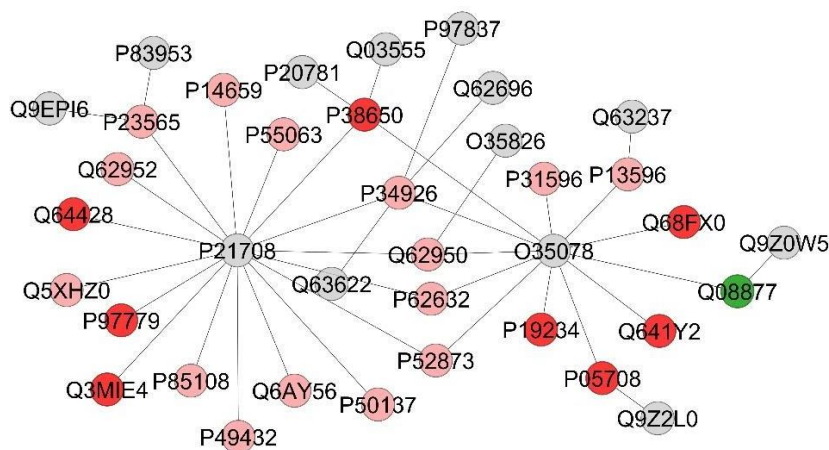 P97837
P83953
Q03555
P20781
P14659
Q62696
Q9EPI6
P38650
Q63237
P23565
P55063
O35826
Q62952
P31596
P13596
P34926
Q64428
Q68FX0
Q9Z0W5
P21708
Q62950
O35078
Q5XHZ0
Q63622
Q08877
P62632
P97779
P19234
Q641Y2
P52873
Q3MIE4
P85108
Q6AY56
P05708
P50137
Q9Z2L0
P49432